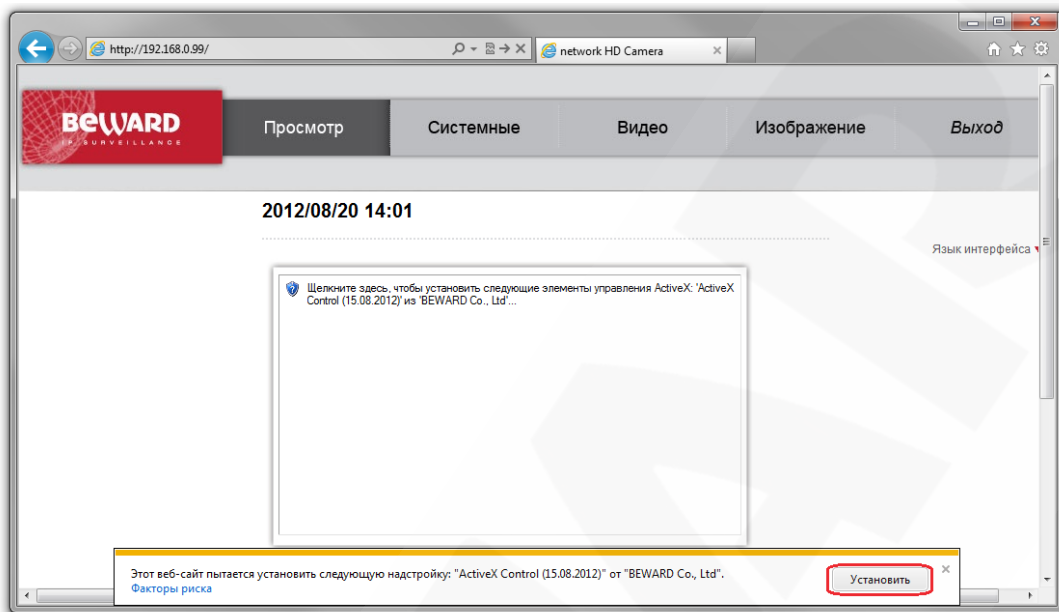 http://192.168.0.99/
network HD Camera
BEWARD
IP SURVEILLANCE
Просмотр
Системные
Видео
Изображение
Выход
2012/08/20 14:01
Язык интерфейса
Щелкните здесь, чтобы установить следующие элементы управления ActiveX: 'ActiveX
Control (15.08.2012)' из 'BEWARD Co., Ltd'...
Этот веб-сайт пытается установить следующую надстройку: "ActiveX Control (15.08.2012)" от "BEWARD Co., Ltd".
Факторы риска
Установить